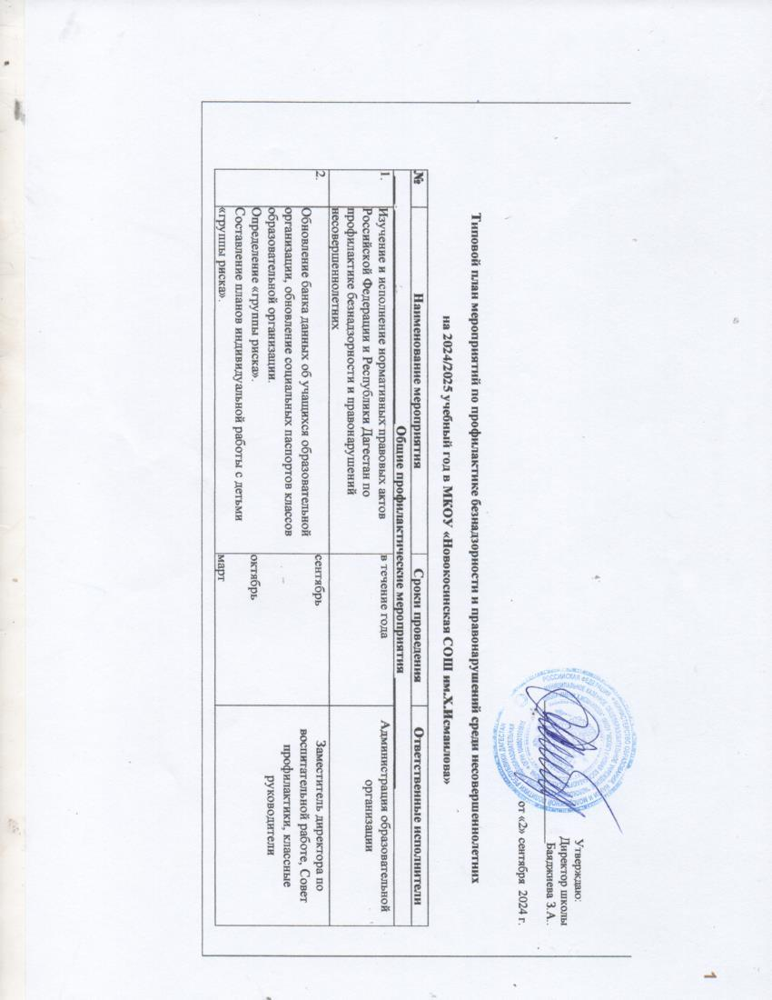 1
Утверждаю:
Директор школы
Баяджиева З.А..
от «2» сентября 2024 г.
Типовой план мероприятий по профилактике безнадзорности и правонарушений среди несовершеннолетних
на 2024/2025 учебный год в МКОУ «Новокосинская СОШ им.Х.Исмаилова»
№ Наименование мероприятия Сроки проведения Ответственные исполнители
Общие профилактические мероприятия
1. Изучение и исполнение нормативных правовых актов в течение года Администрация образовательной
Российской Федерации и Республики Дагестан по организации
профилактике безнадзорности и правонарушений
несовершеннолетних
2.
Обновление банка данных об учащихся образовательной сентябрь Заместитель директора по
организации, обновление социальных паспортов классов воспитательной работе, Совет
образовательной организации. профилактики, классные
Определение «группы риска». октябрь руководители
Составление планов индивидуальной работы с детьми
«группы риска». март